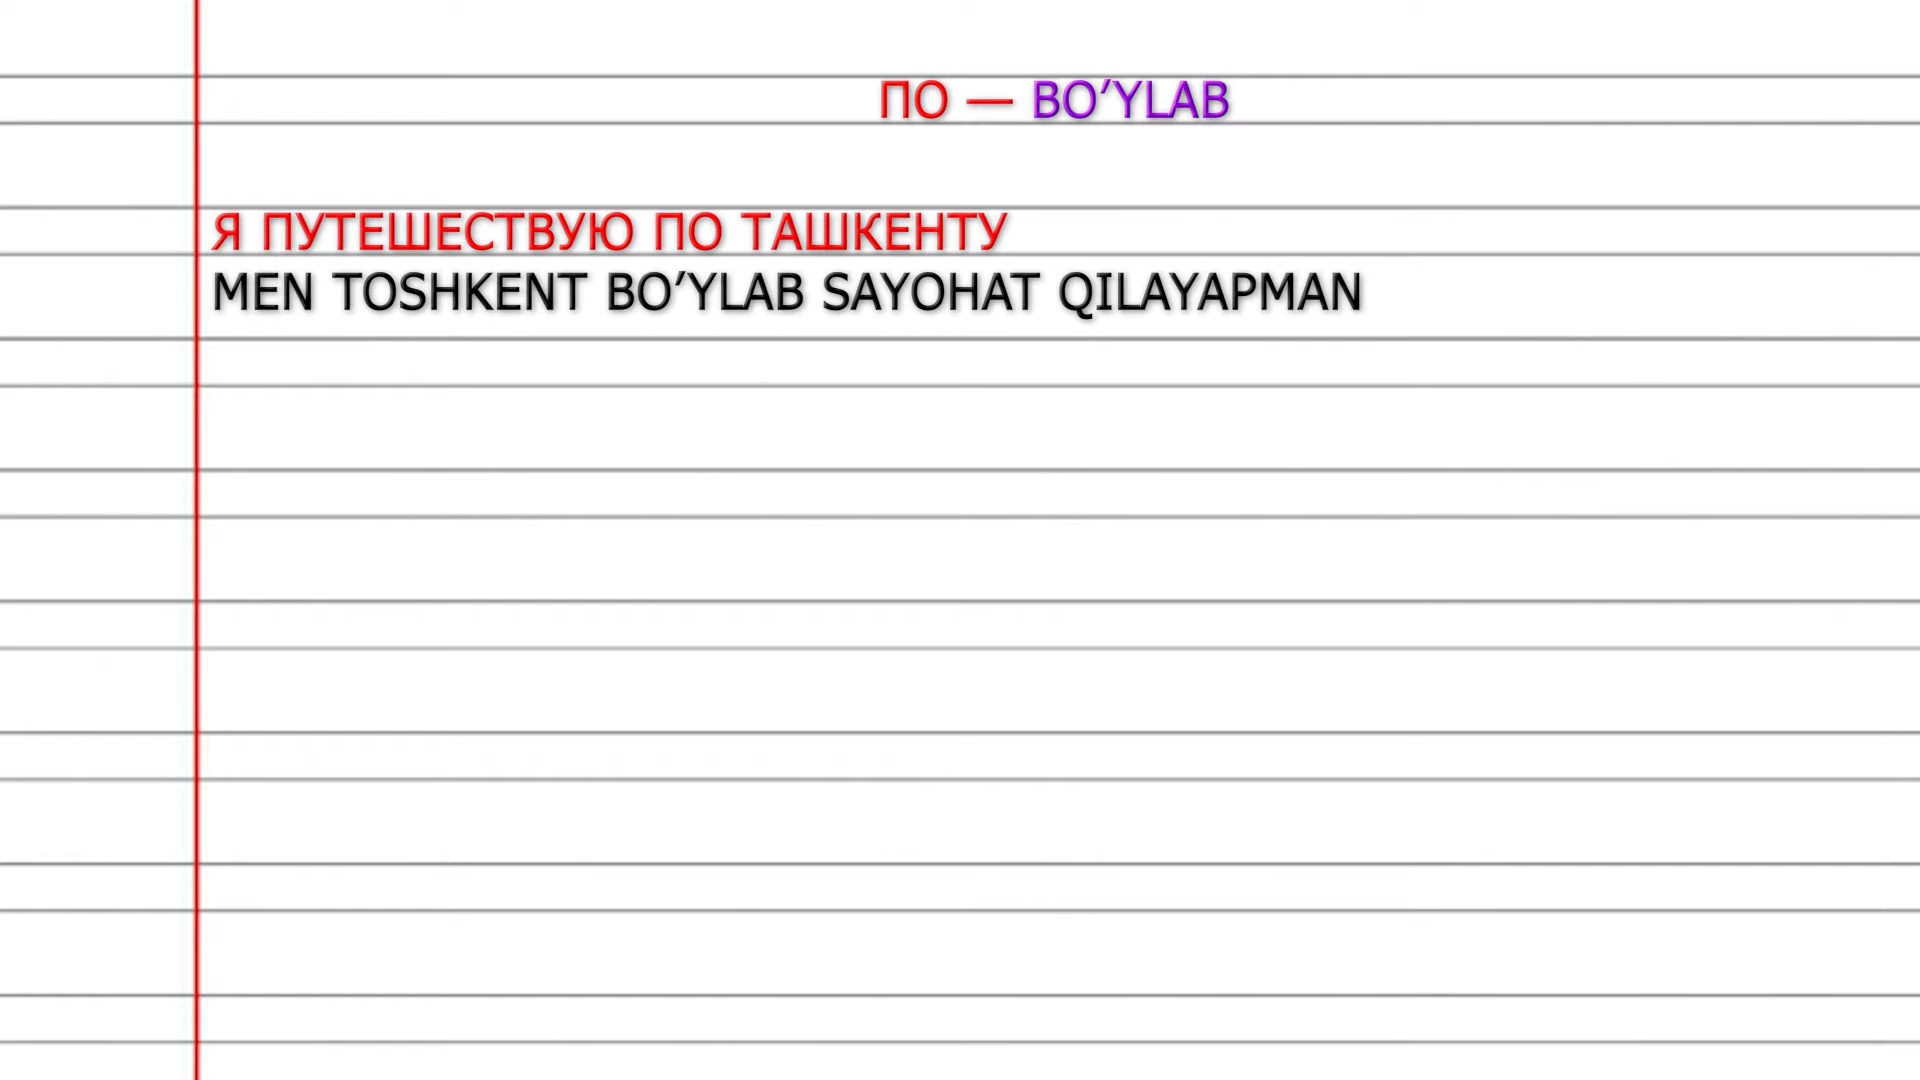 ПО — BO’YLAB
Я ПУТЕШЕСТВУЮ ПО ТАШКЕНТУ
MEN TOSHKENT BO’YLAB SAYOHAT QILAYAPMAN